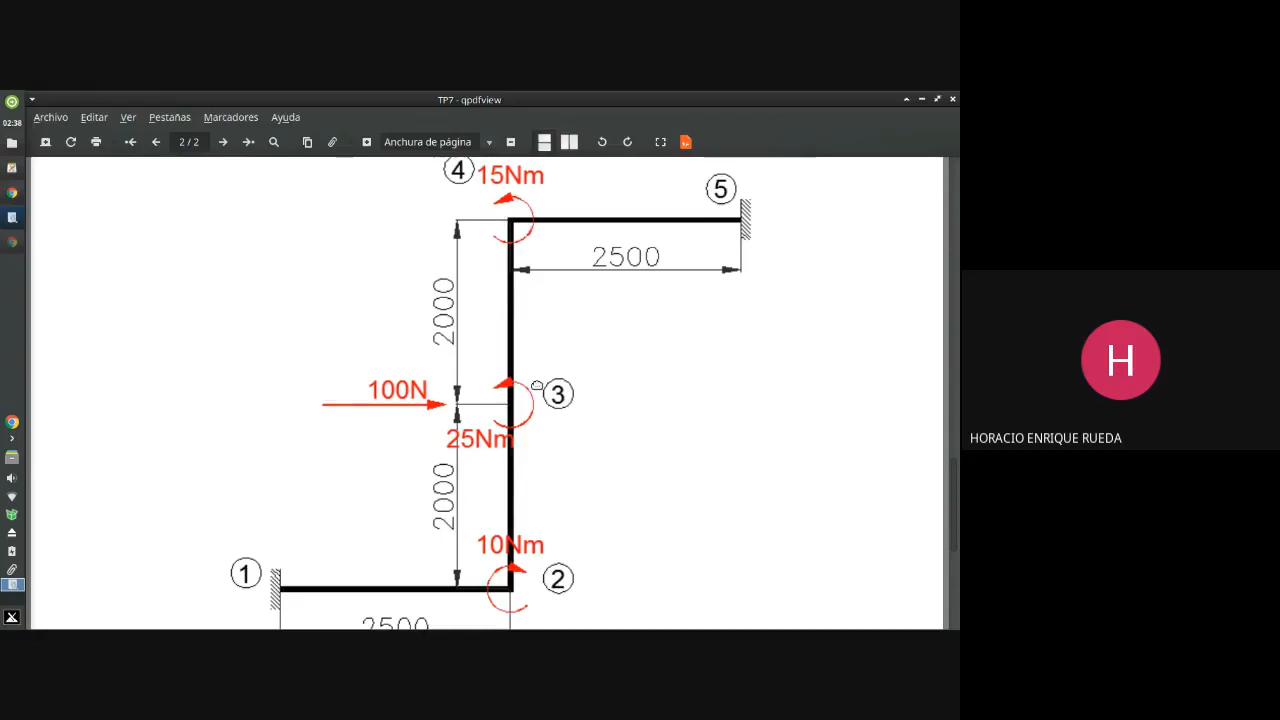 TP7 - qpdfview
02:38
Archivo Editar Ver Pestañas Marcadores Ayuda
2 / 2
Anchura de página
4
15Nm
5
2500
2000
100N
3
25Nm
2000
10Nm
1
2
2500
H
HORACIO ENRIQUE RUEDA